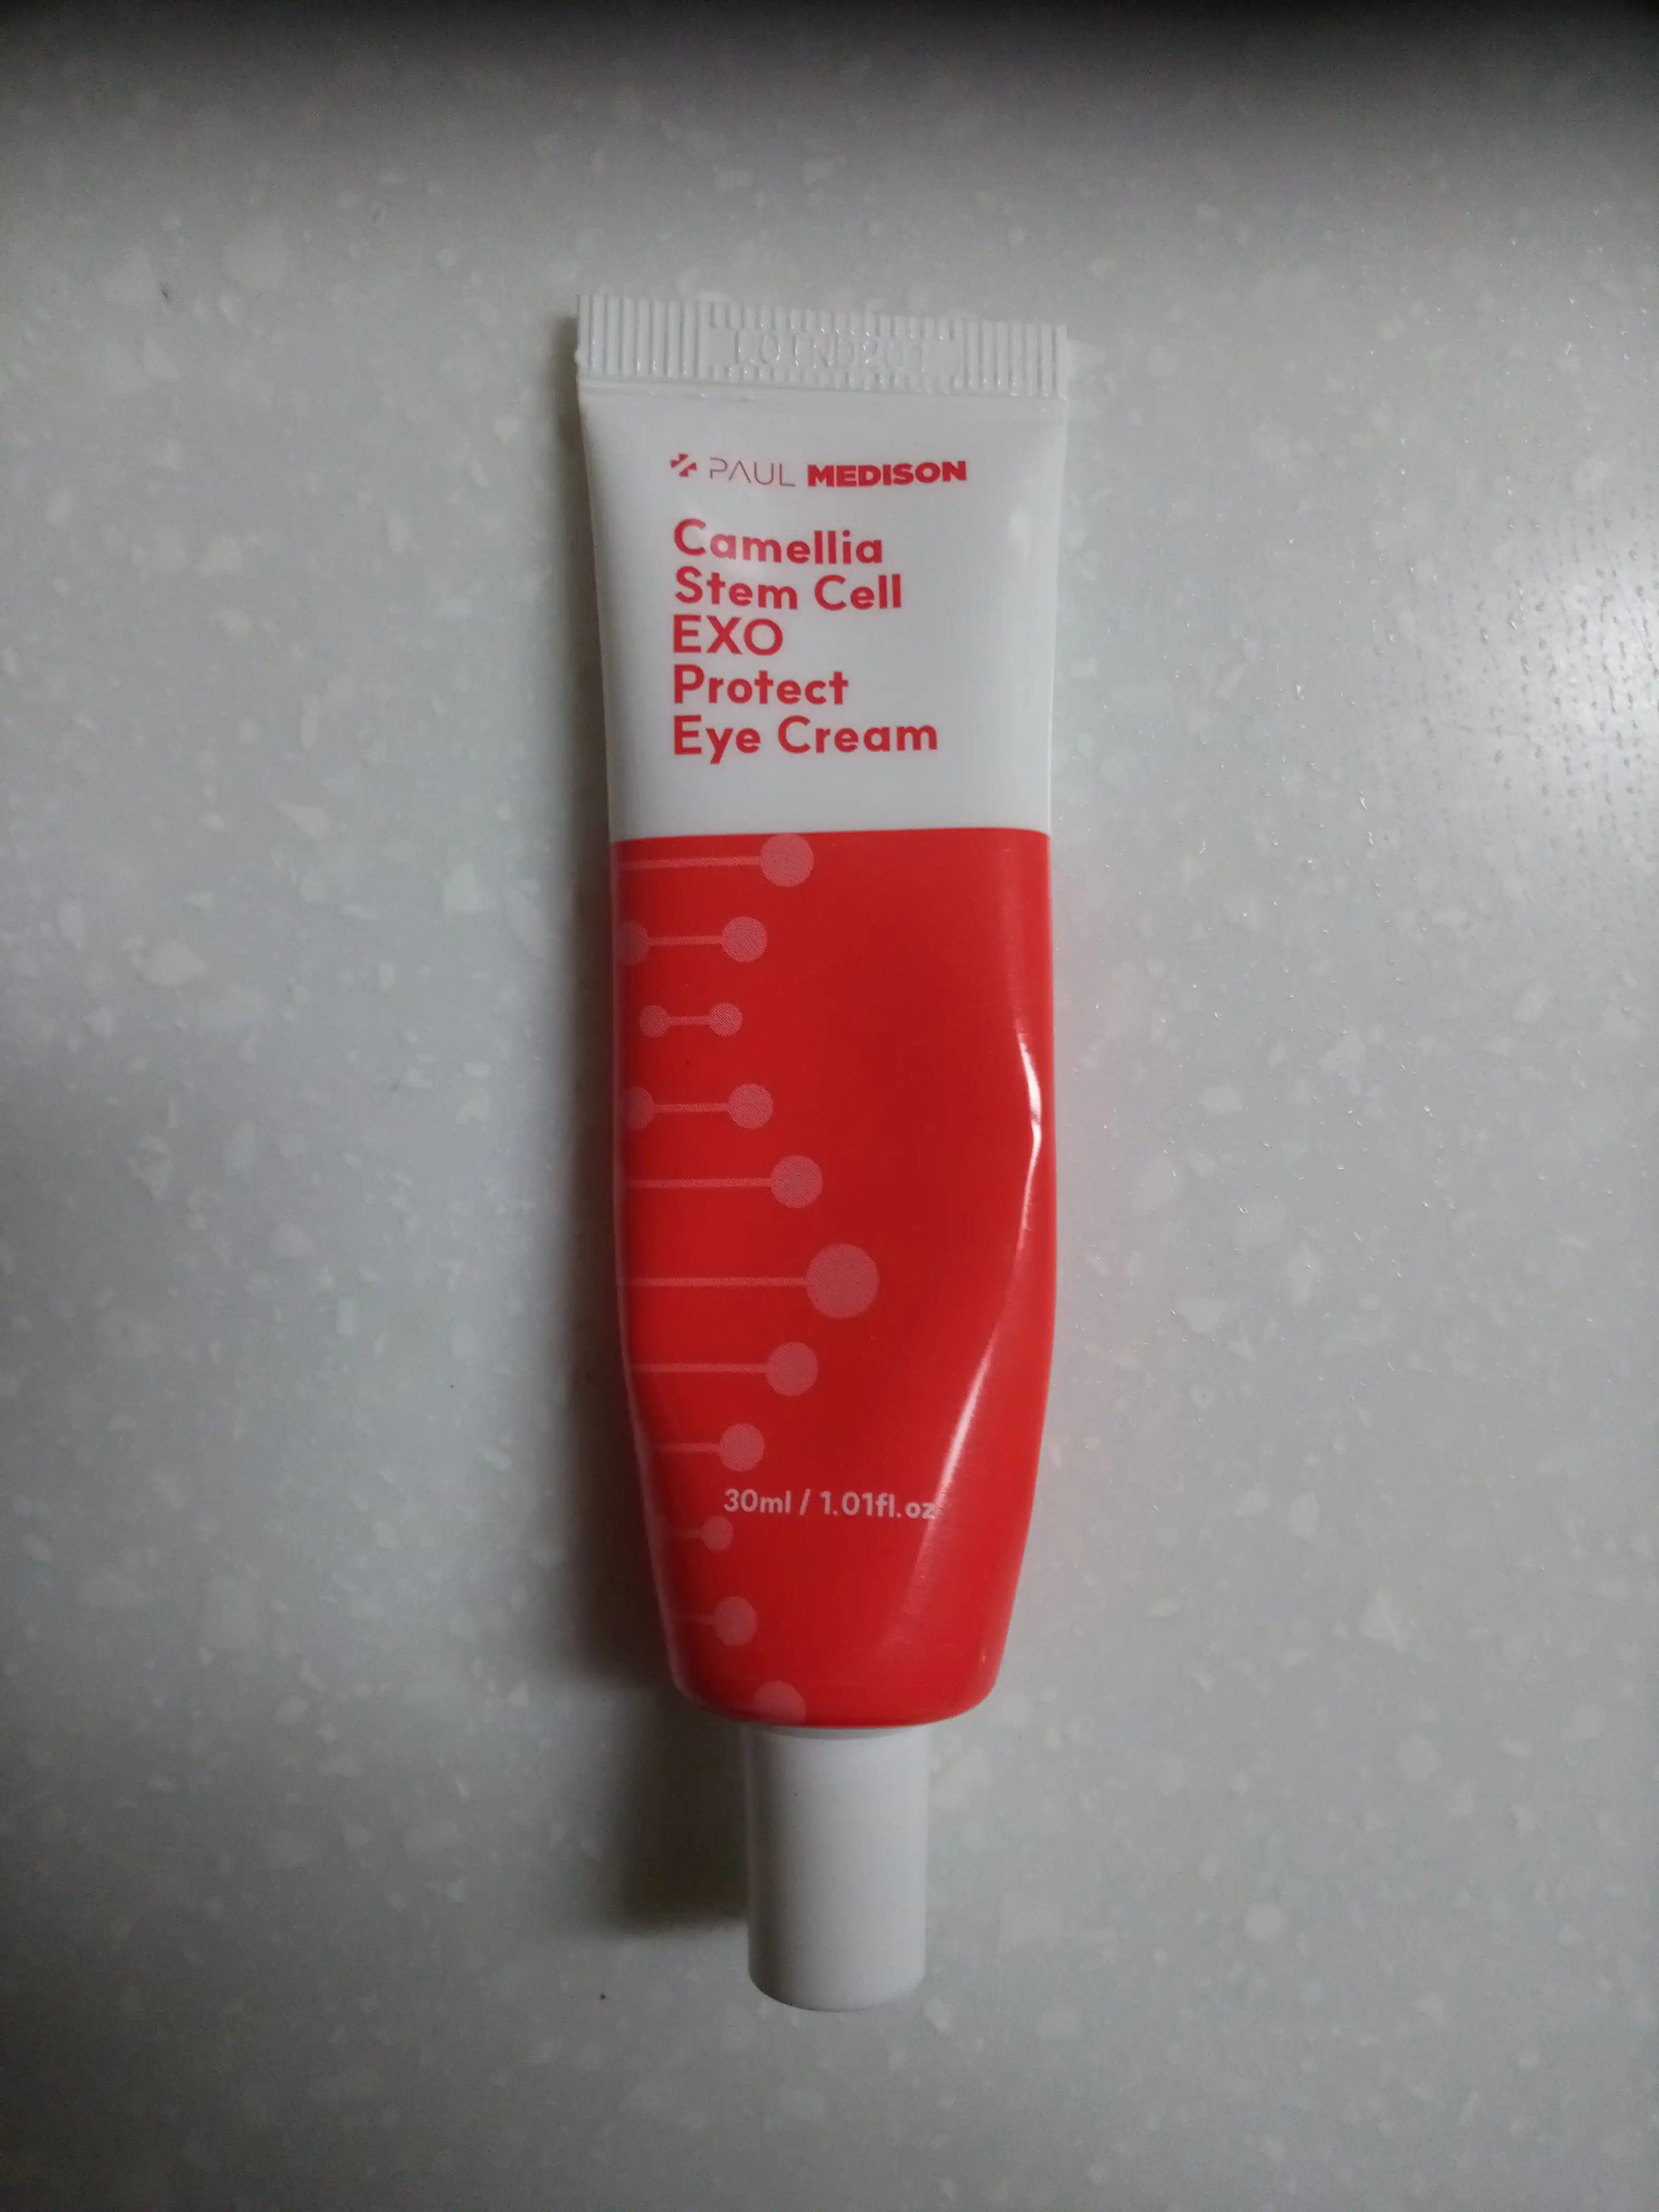 PAUL MEDISON
Camellia
Stem Cell
EXO
Protect
Eye Cream
30ml / 1.01fl.oz